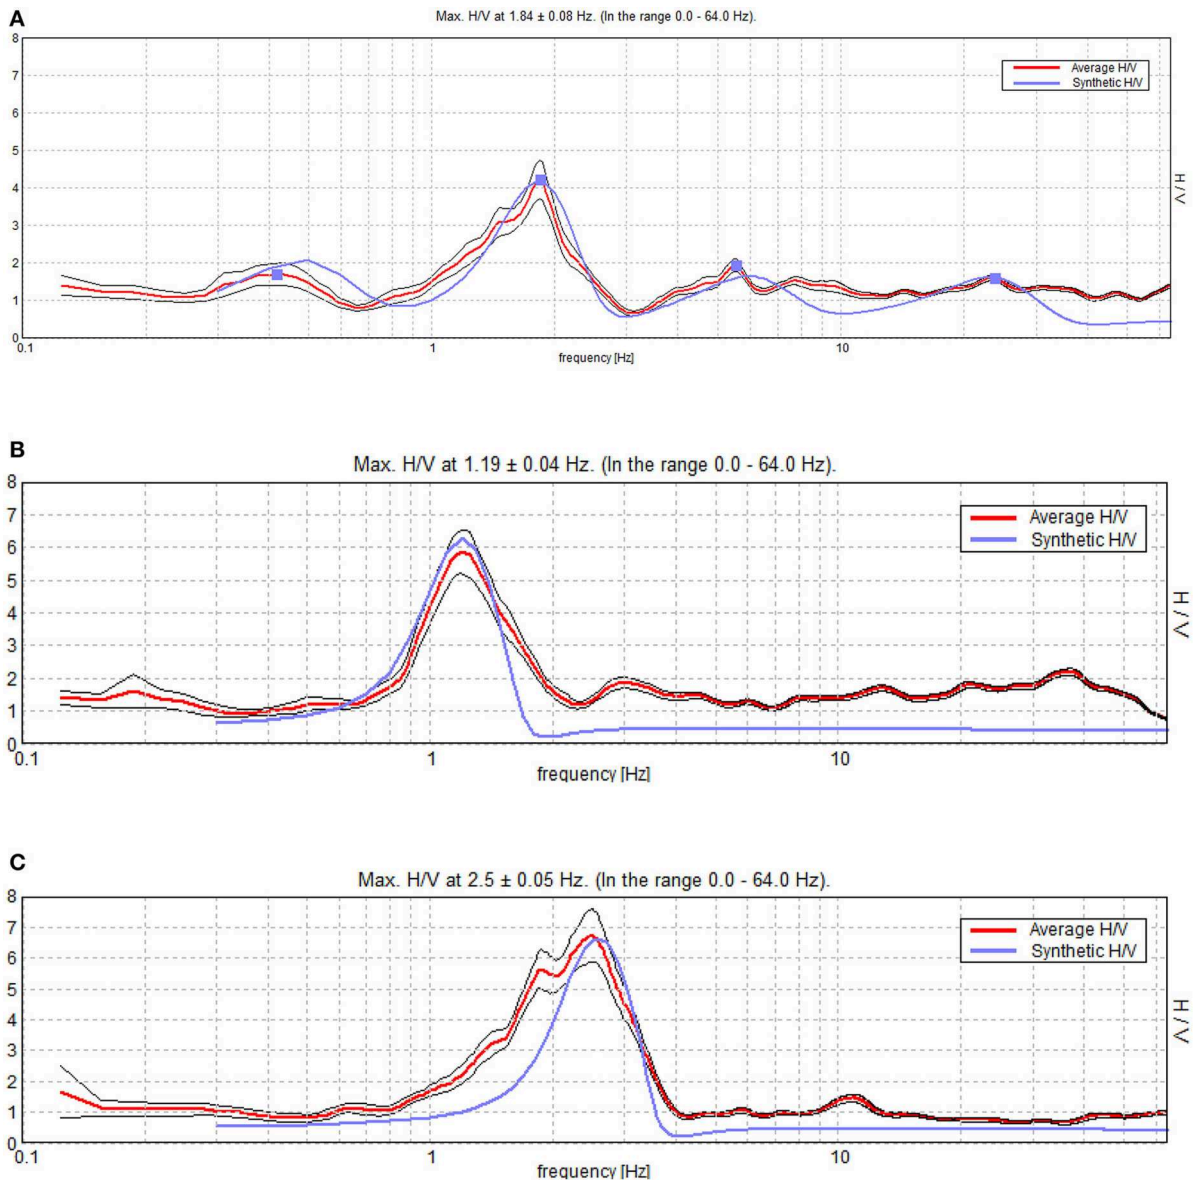 A
Max. H/V at 1.84 ± 0.08 Hz. (In the range 0.0 - 64.0 Hz).
8
7
6
5
4
3
2
1
0
Average H/V
Synthetic H/V
H / V
0.1 1 10
frequency [Hz]
B
Max. H/V at 1.19 ± 0.04 Hz. (In the range 0.0 - 64.0 Hz).
8
7
6
5
4
3
2
1
0
Average H/V
Synthetic H/V
H / V
0.1 1 10
frequency [Hz]
C
Max. H/V at 2.5 ± 0.05 Hz. (In the range 0.0 - 64.0 Hz).
8
7
6
5
4
3
2
1
0
Average H/V
Synthetic H/V
H / V
0.1 1 10
frequency [Hz]